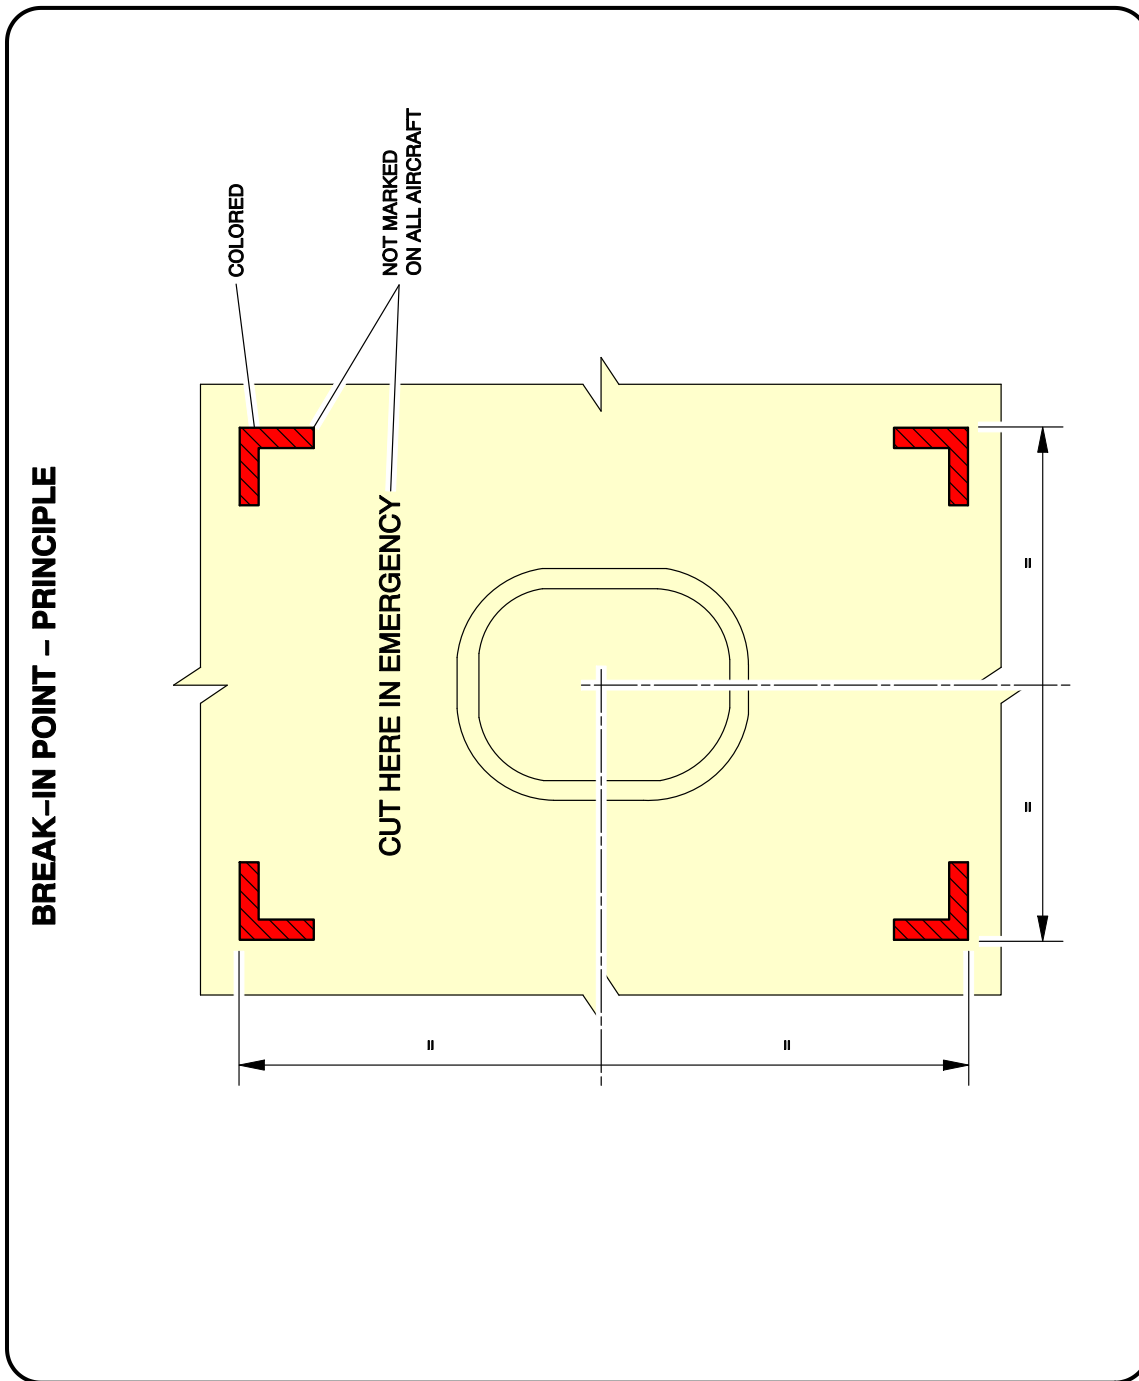 BREAK–IN POINT – PRINCIPLE
COLORED
NOT MARKED
ON ALL AIRCRAFT
CUT HERE IN EMERGENCY
=
=
=
=